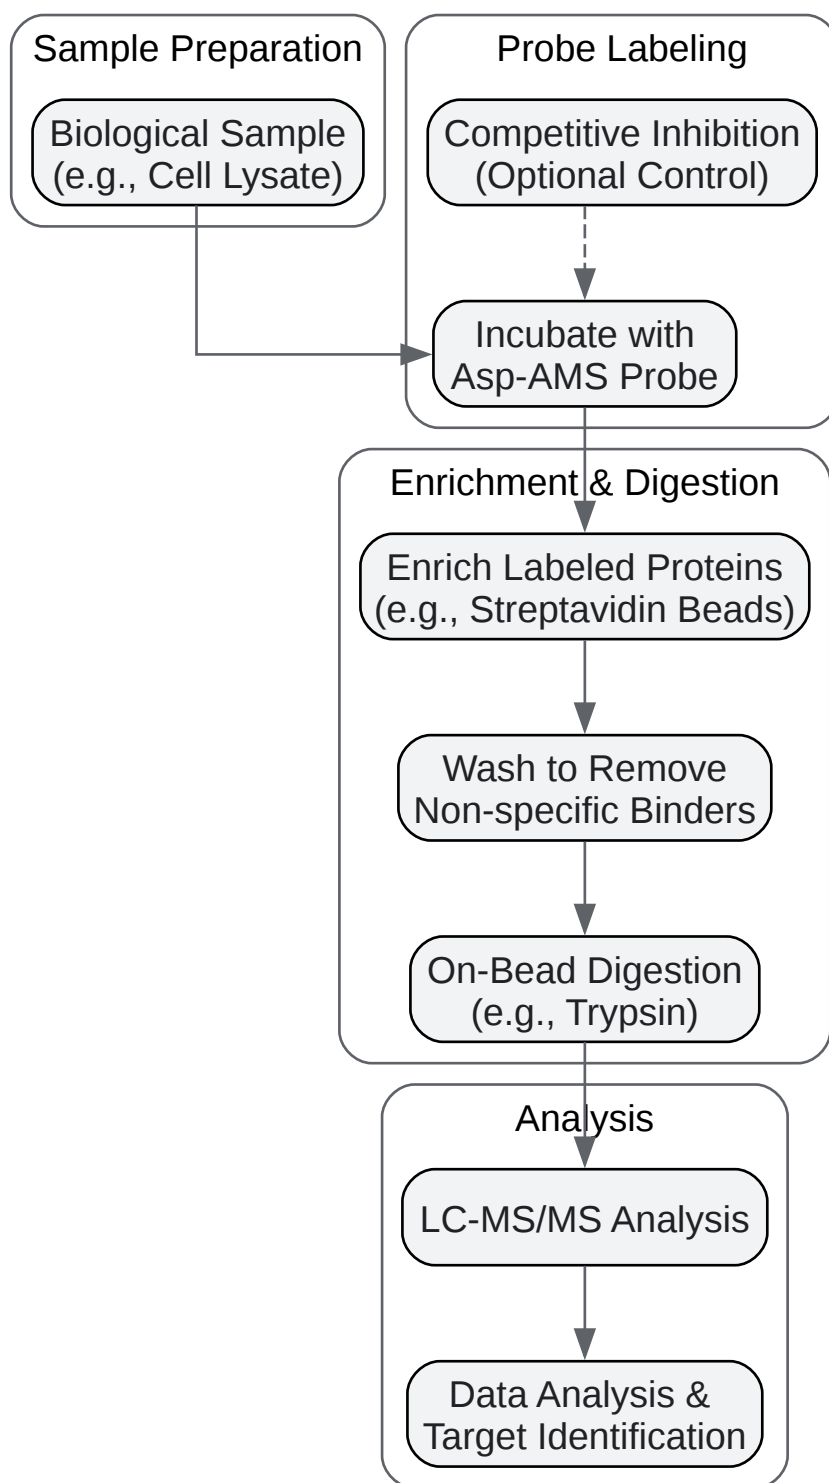 Sample Preparation
Biological Sample
(e.g., Cell Lysate)
Probe Labeling
Competitive Inhibition
(Optional Control)
Incubate with
Asp-AMS Probe
Enrichment & Digestion
Enrich Labeled Proteins
(e.g., Streptavidin Beads)
Wash to Remove
Non-specific Binders
On-Bead Digestion
(e.g., Trypsin)
Analysis
LC-MS/MS Analysis
Data Analysis &
Target Identification